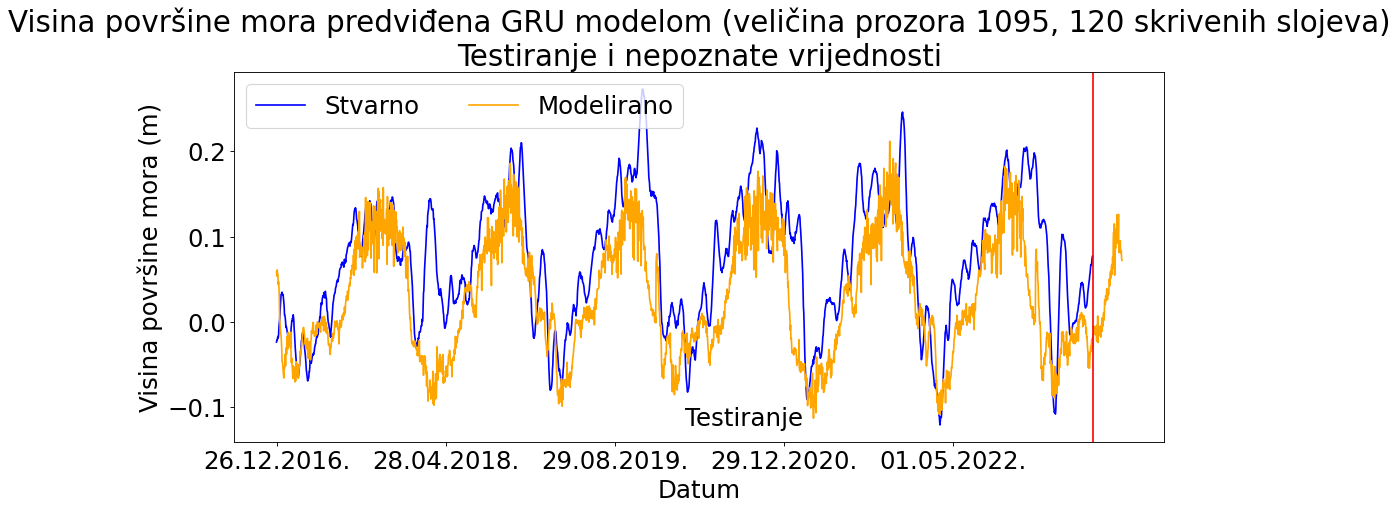 Visina površine mora predviđena GRU modelom (veličina prozora 1095, 120 skrivenih slojeva)
Testiranje i nepoznate vrijednosti
Stvarno Modelirano
Visina površine mora (m)
0.2
0.1
0.0
−0.1
Testiranje
26.12.2016. 28.04.2018. 29.08.2019. 29.12.2020. 01.05.2022.
Datum